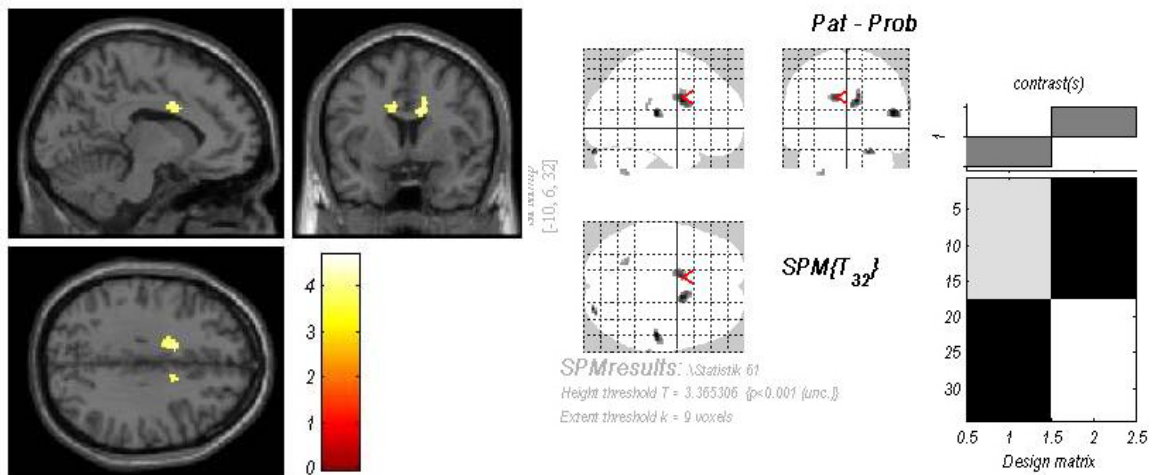 Pat - Prob
contrast(s)
[-10, 6, 32]
4
3
2
1
0
SPM{T32}
SPMresults: .\Statistik 61
Height threshold T = 3.365306 {p<0.001 (unc.)}
Extent threshold k = 9 voxels
5
10
15
20
25
30
0.5 1 1.5 2 2.5
Design matrix